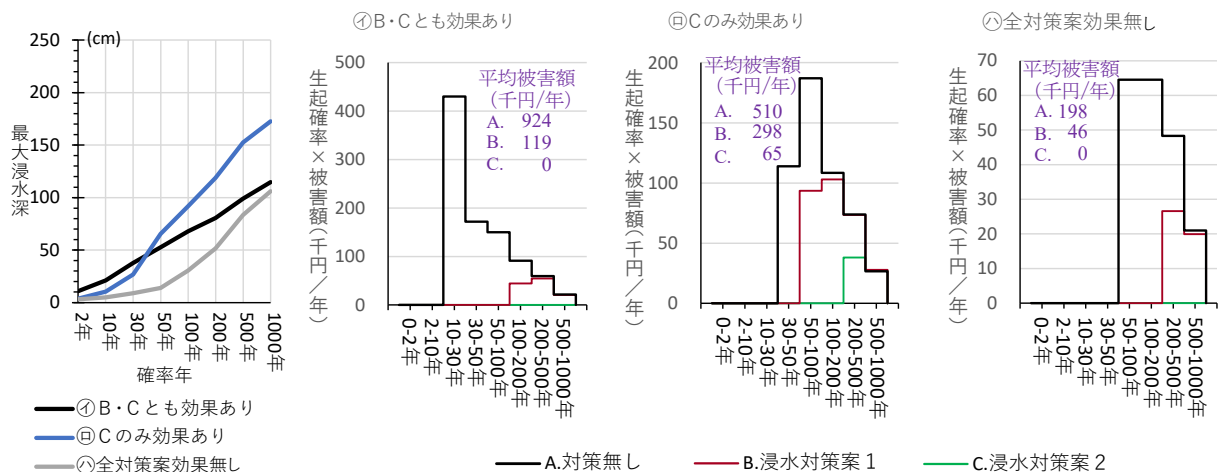 ㋑B・Cとも効果あり
㋺Cのみ効果あり
㋩全対策案効果無し
(cm)
250
200
150
100
50
0
最大浸水深
2年
10年
30年
50年
100年
200年
500年
1000年
確率年
㋑B・Cとも効果あり
㋺Cのみ効果あり
㋩全対策案効果無し
生起確率×被害額(千円/年)
500
400
300
200
100
0
平均被害額
(千円/年)
A. 924
B. 119
C. 0
0-2年
2-10年
10-30年
30-50年
50-100年
100-200年
200-500年
500-1000年
生起確率×被害額(千円/年)
200
150
100
50
0
平均被害額
(千円/年)
A. 510
B. 298
C. 65
0-2年
2-10年
10-30年
30-50年
50-100年
100-200年
200-500年
500-1000年
生起確率×被害額(千円/年)
70
60
50
40
30
20
10
0
平均被害額
(千円/年)
A. 198
B. 46
C. 0
0-2年
2-10年
10-30年
30-50年
50-100年
100-200年
200-500年
500-1000年
A.対策無し
B.浸水対策案1
C.浸水対策案2